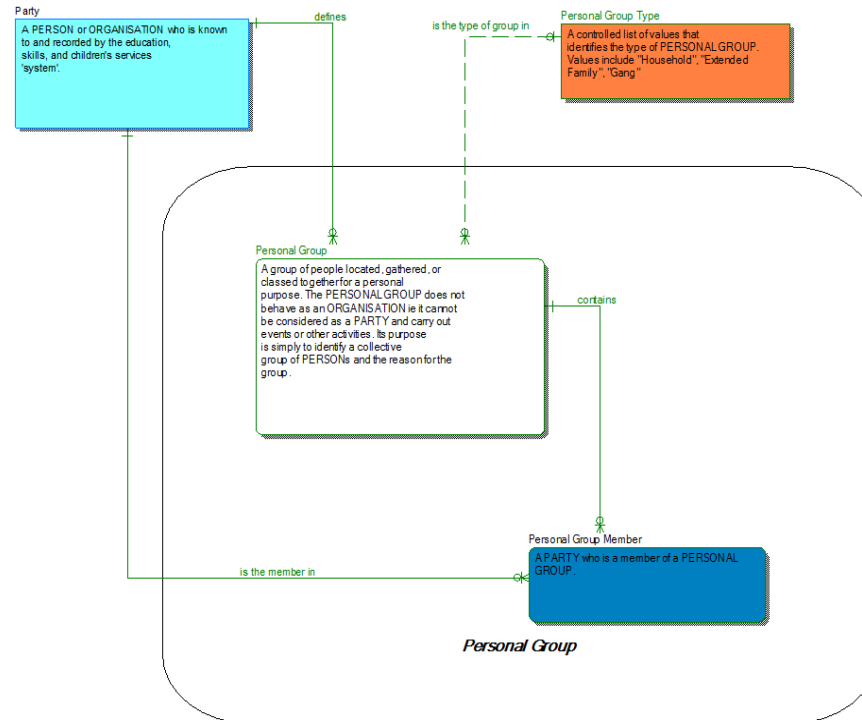 Party
A PERSON or ORGANISATION who is known
to and recorded by the education,
skills, and children's services
'system'.
defines
is the type of group in
Personal Group Type
A controlled list of values that
identifies the type of PERSONAL GROUP.
Values include "Household", "Extended
Family", "Gang"
Personal Group
A group of people located, gathered, or
classed together for a personal
purpose. The PERSONAL GROUP does not
behave as an ORGANISATION ie it cannot
be considered as a PARTY and carry out
events or other activities. Its purpose
is simply to identify a collective
group of PERSONs and the reason for the
group.
contains
Personal Group Member
A PARTY who is a member of a PERSONAL
GROUP.
is the member in
Personal Group